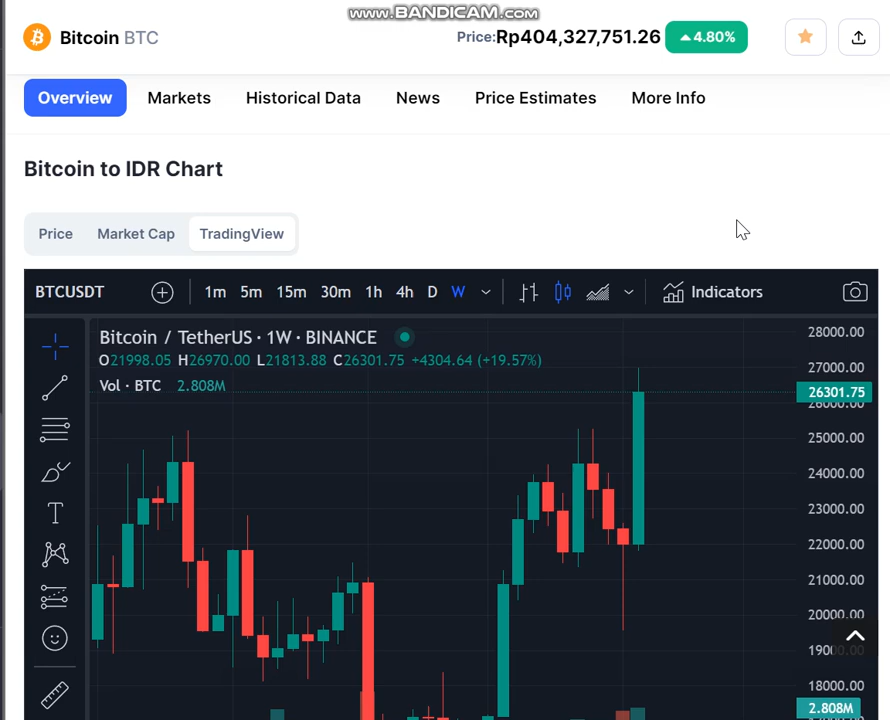 www.BANDICAM.com
Bitcoin BTC
Price: Rp404,327,751.26
4.80%
Overview
Markets
Historical Data
News
Price Estimates
More Info
Bitcoin to IDR Chart
Price
Market Cap
TradingView
BTCUSDT
1m 5m 15m 30m 1h 4h D W
Indicators
Bitcoin / TetherUS · 1W · BINANCE
O21998.05 H26970.00 L21813.88 C26301.75 +4304.64 (+19.57%)
Vol · BTC 2.808M
T
28000.00
27000.00
26301.75
26000.00
25000.00
24000.00
23000.00
22000.00
21000.00
20000.00
18000.00
2.808M